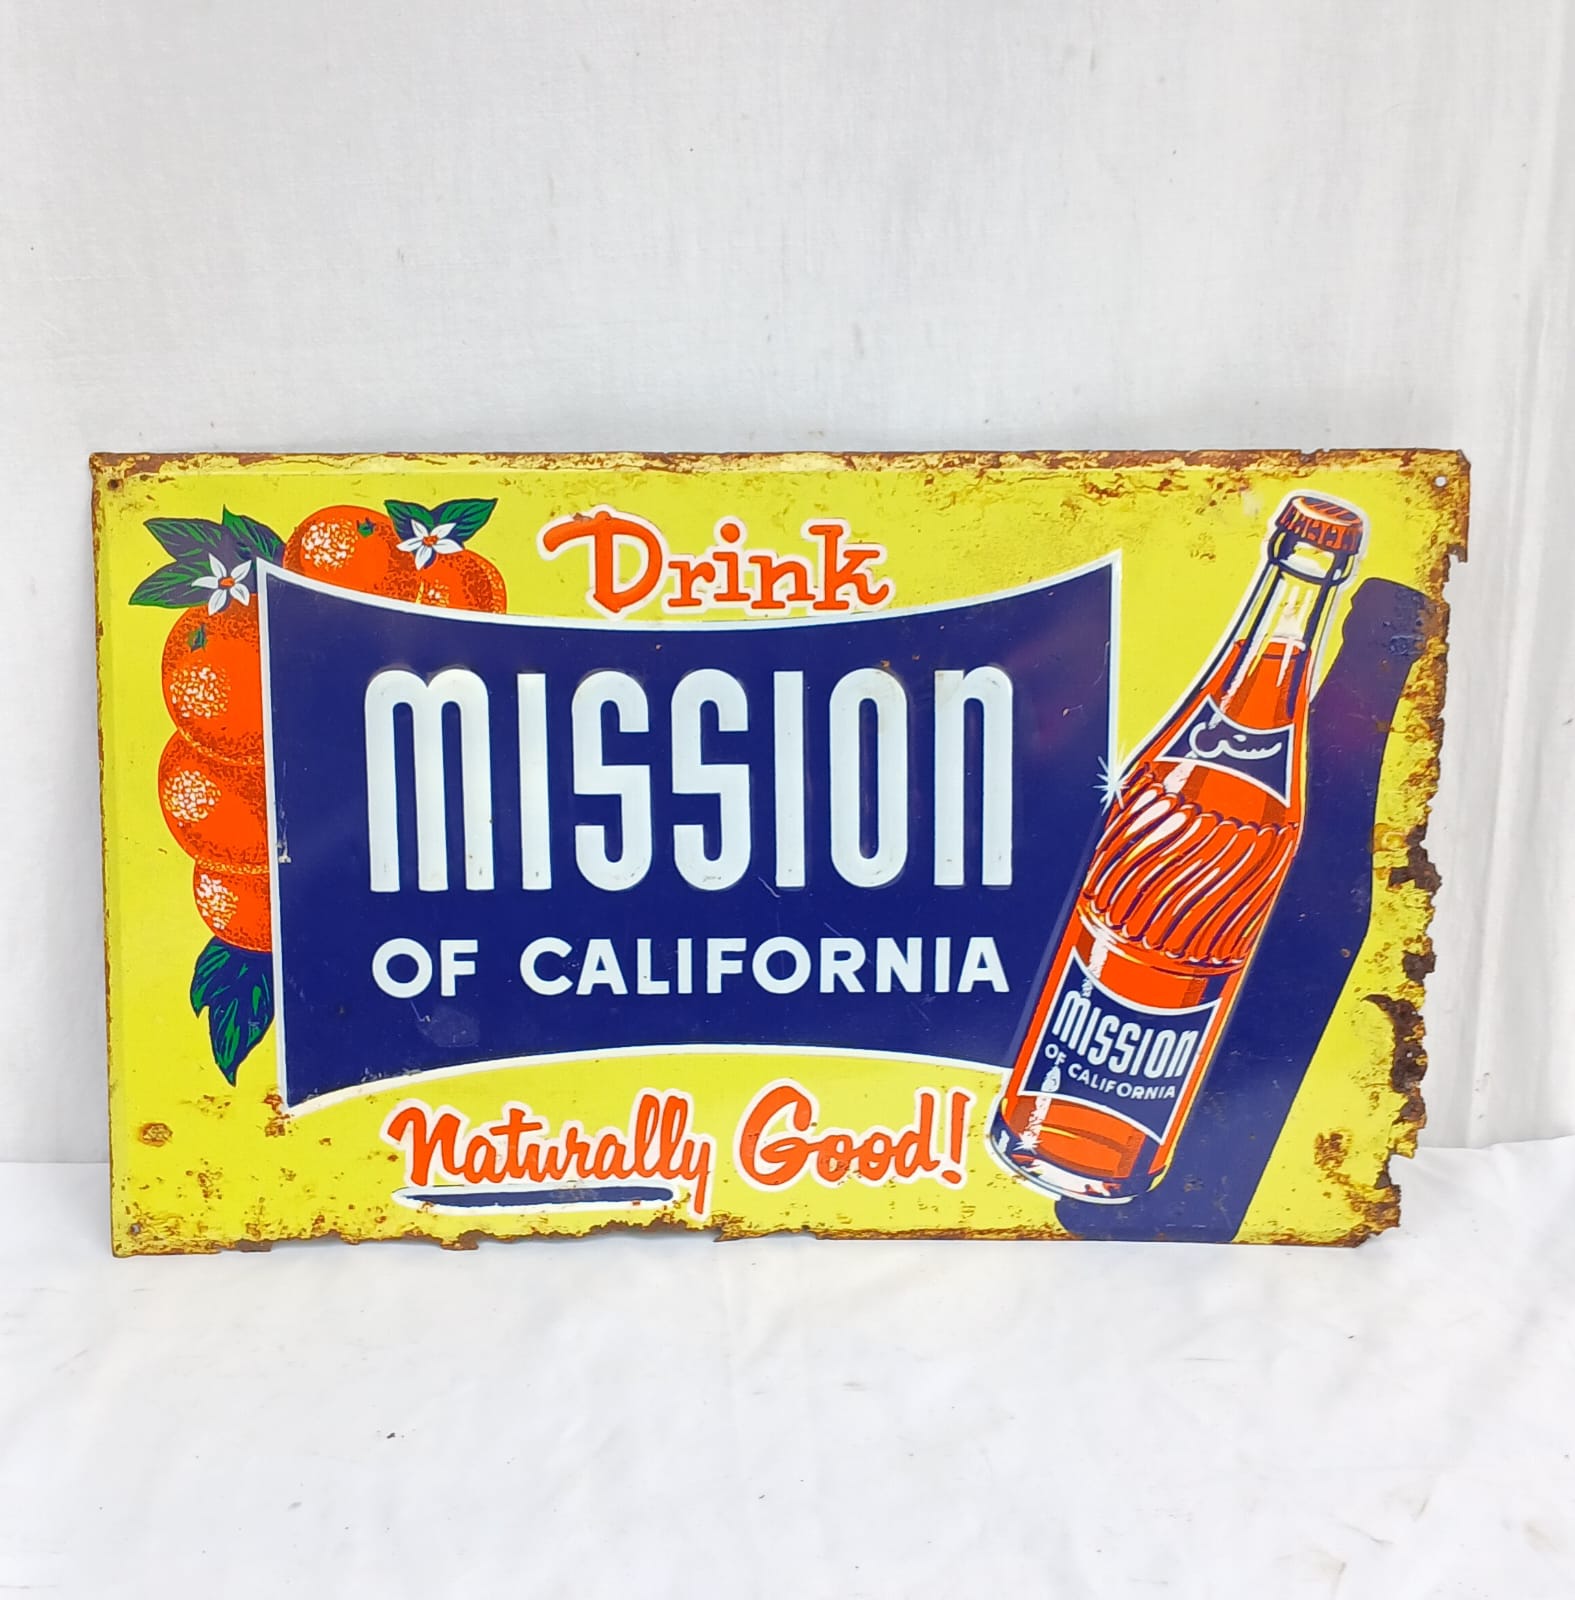 Drink
MISSION
OF CALIFORNIA
Naturally Good!
MISSION
OF CALIFORNIA